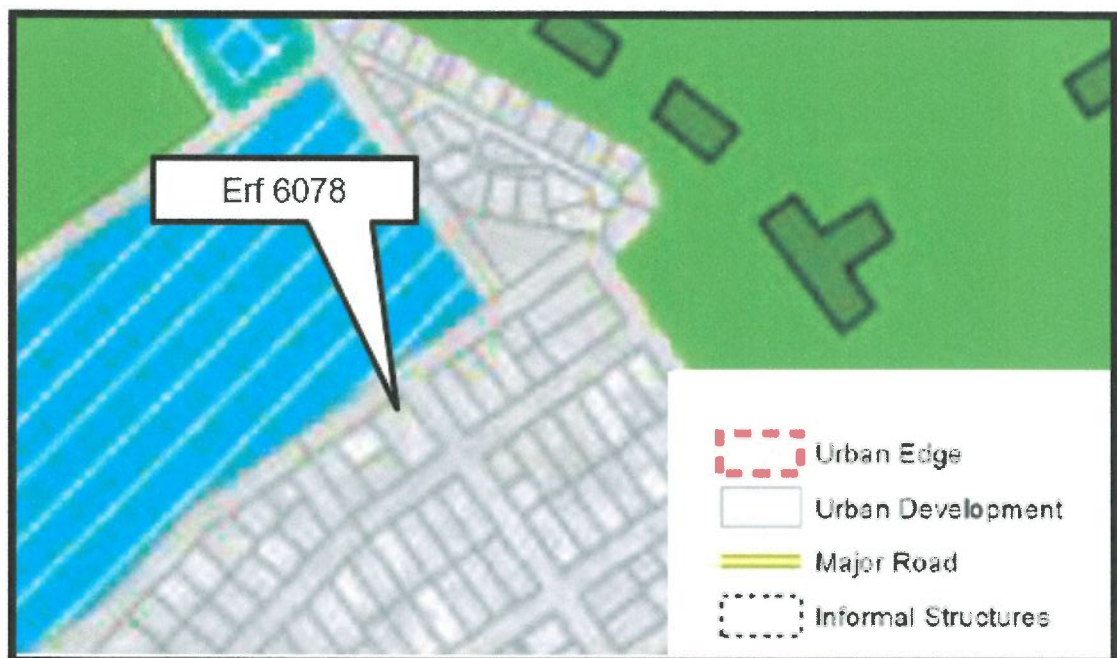 Erf 6078
Urban Edge
Urban Development
Major Road
Informal Structures